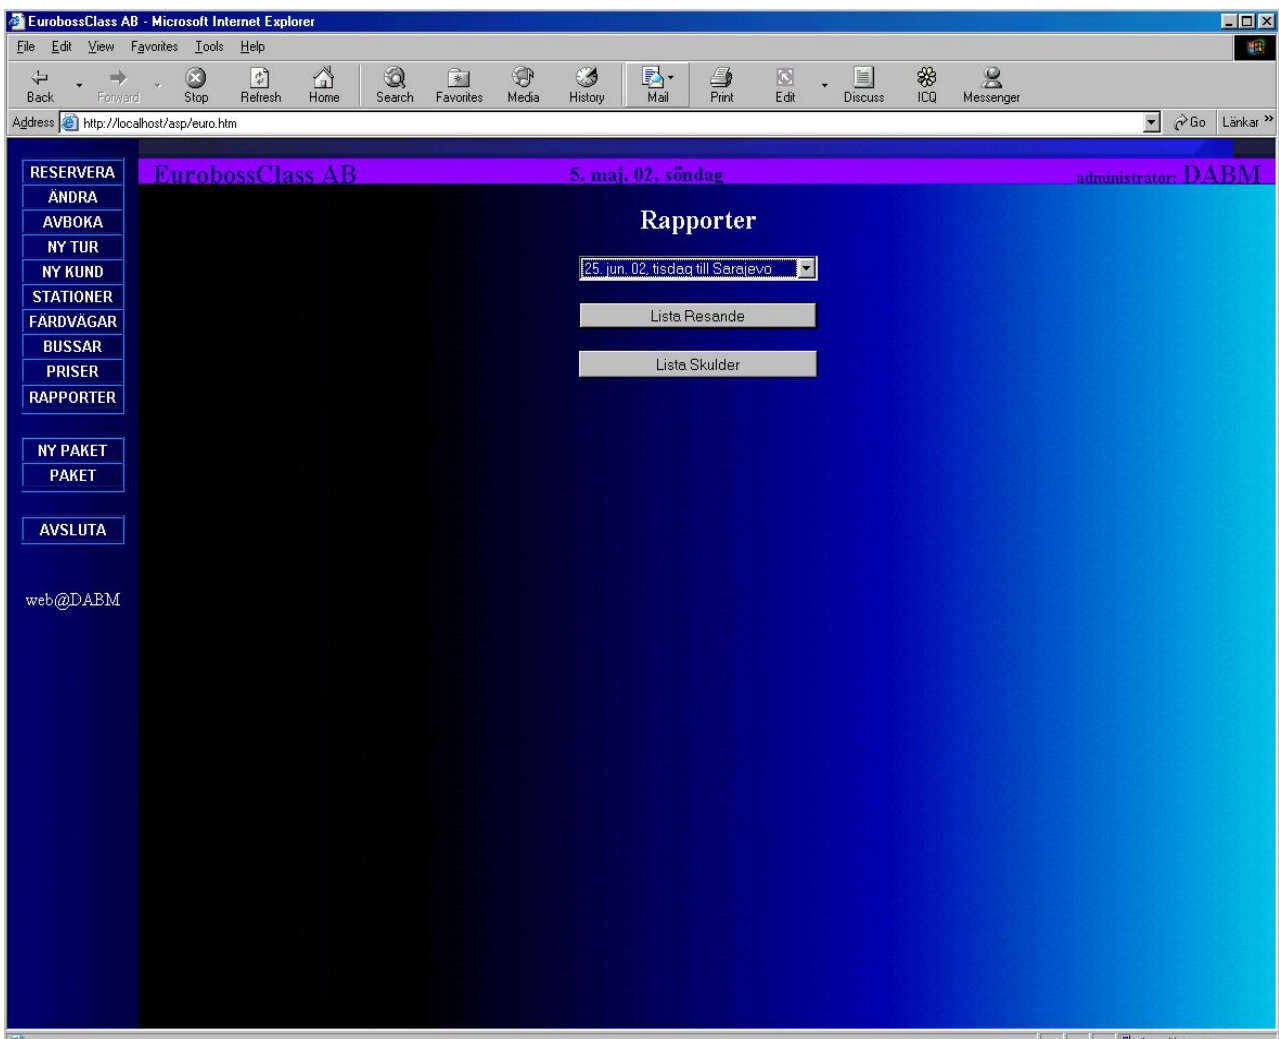 EurobossClass AB - Microsoft Internet Explorer
File Edit View Favorites Tools Help
Back Forward Stop Refresh Home Search Favorites Media History Mail Print Edit Discuss ICQ Messenger
Address http://localhost/asp/euro.htm Go Länkar »
EurobossClass AB 5. maj. 02, söndag administrator: DABM
RESERVERA
ÄNDRA
AVBOKA
NY TUR
NY KUND
STATIONER
FÄRDVÄGAR
BUSSAR
PRISER
RAPPORTER
NY PAKET
PAKET
AVSLUTA
web@DABM
Rapporter
25. jun. 02, tisdag till Sarajevo
Lista Resande
Lista Skulder